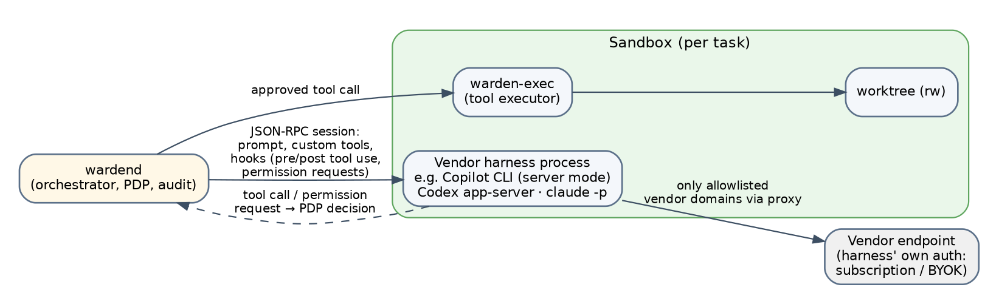 Sandbox (per task)
warden-exec
(tool executor)
worktree (rw)
approved tool call
JSON-RPC session:
prompt, custom tools,
hooks (pre/post tool use,
permission requests)
wardend
(orchestrator, PDP, audit)
Vendor harness process
e.g. Copilot CLI (server mode)
Codex app-server · claude -p
tool call / permission
request → PDP decision
only allowlisted
vendor domains via proxy
Vendor endpoint
(harness' own auth:
subscription / BYOK)